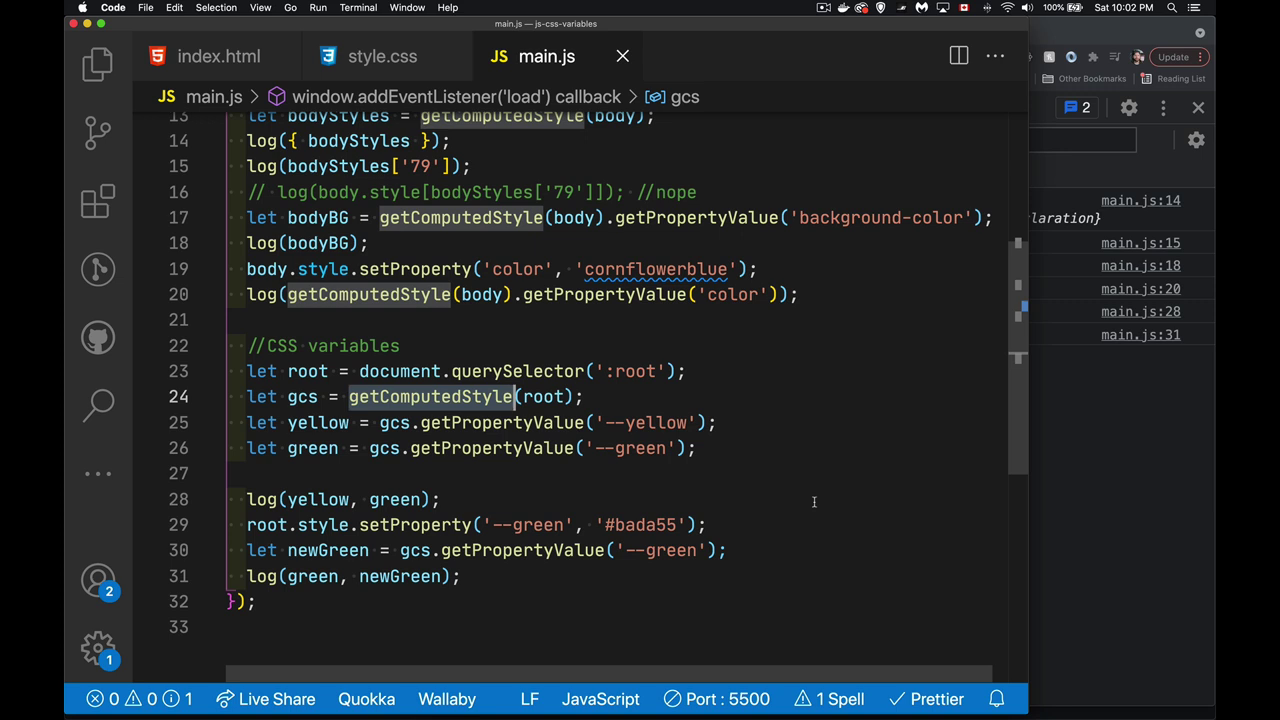 Code File Edit Selection View Go Run Terminal Window Help 100% Sat 10:02 PM
main.js — js-css-variables
index.html style.css JS main.js
Update
JS main.js > window.addEventListener('load') callback > gcs
Other Bookmarks Reading List
2
13 let bodyStyles = getComputedStyle(body);
14 log({ bodyStyles });
15 log(bodyStyles['79']);
16 // log(body.style[bodyStyles['79']]); //nope
17 let bodyBG = getComputedStyle(body).getPropertyValue('background-color');
18 log(bodyBG);
19 body.style.setProperty('color', 'cornflowerblue');
20 log(getComputedStyle(body).getPropertyValue('color'));
21
22 //CSS variables
23 let root = document.querySelector(':root');
24 let gcs = getComputedStyle(root);
25 let yellow = gcs.getPropertyValue('--yellow');
26 let green = gcs.getPropertyValue('--green');
27
28 log(yellow, green);
29 root.style.setProperty('--green', '#bada55');
30 let newGreen = gcs.getPropertyValue('--green');
31 log(green, newGreen);
32 });
33
main.js:14
laration}
main.js:15
main.js:18
main.js:20
main.js:28
main.js:31
2
1
0 0 1 Live Share Quokka Wallaby LF JavaScript Port : 5500 1 Spell Prettier